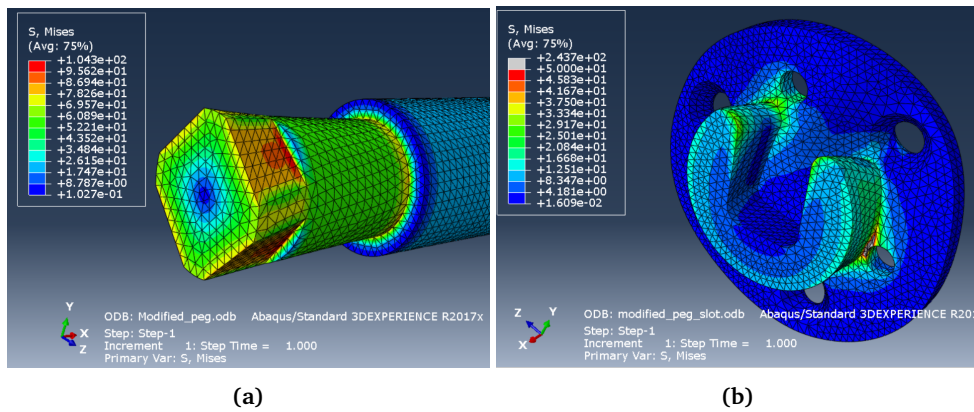 S, Mises
(Avg: 75%)
+1.043e+02
+9.562e+01
+8.694e+01
+7.826e+01
+6.957e+01
+6.089e+01
+5.221e+01
+4.352e+01
+3.484e+01
+2.615e+01
+1.747e+01
+8.787e+00
+1.027e-01
Y
X
Z
ODB: Modified_peg.odb Abaqus/Standard 3DEXPERIENCE R2017x
Step: Step-1
Increment 1: Step Time = 1.000
Primary Var: S, Mises
(a)
S, Mises
(Avg: 75%)
+2.437e+02
+5.000e+01
+4.583e+01
+4.167e+01
+3.750e+01
+3.334e+01
+2.917e+01
+2.501e+01
+2.084e+01
+1.668e+01
+1.251e+01
+8.347e+00
+4.181e+00
+1.609e-02
Z
Y
X
ODB: modified_peg_slot.odb Abaqus/Standard 3DEXPERIENCE R201
Step: Step-1
Increment 1: Step Time = 1.000
Primary Var: S, Mises
(b)